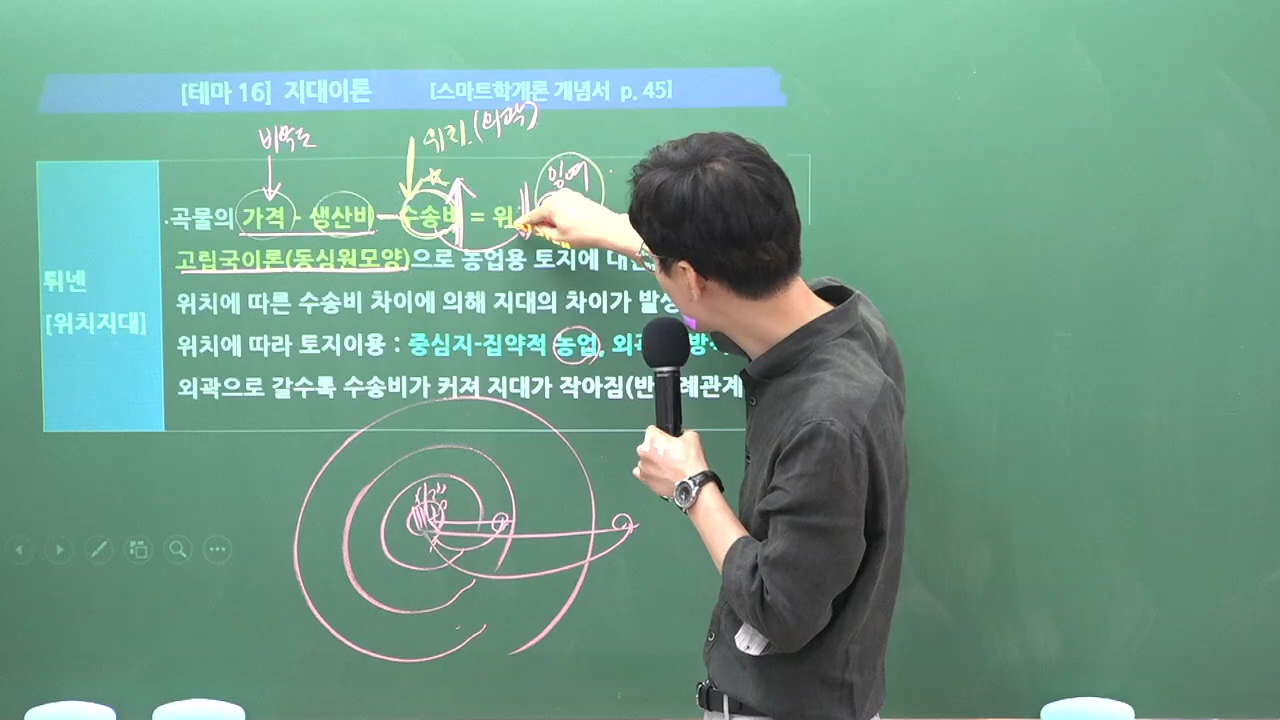 [테마 16] 지대이론 [스마트학개론 개념서 p. 45]
비옥도
위치.(외곽)
잉여
곡물의 가격 - 생산비 - 수송비 = 위
튀넨
[위치지대]
고립국이론(동심원모양)으로 농업용 토지에 대한
위치에 따른 수송비 차이에 의해 지대의 차이가 발생
위치에 따라 토지이용 : 중심지-집약적 농업, 외곽 방
외곽으로 갈수록 수송비가 커져 지대가 작아짐(반 례관계